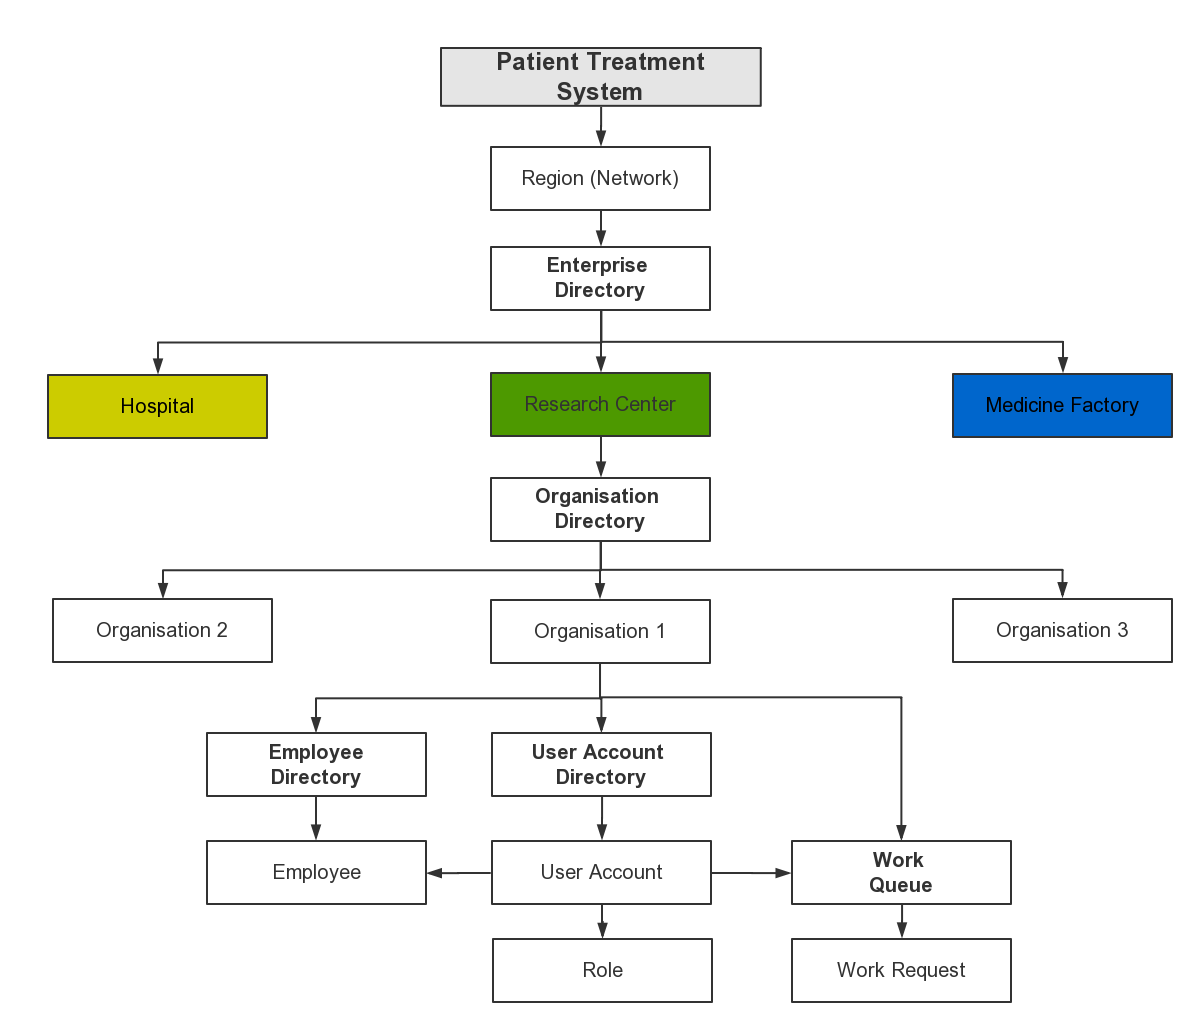 Patient Treatment
System
Region (Network)
Enterprise
Directory
Hospital
Research Center
Medicine Factory
Organisation
Directory
Organisation 2
Organisation 1
Organisation 3
Employee
Directory
User Account
Directory
Employee
User Account
Work
Queue
Role
Work Request